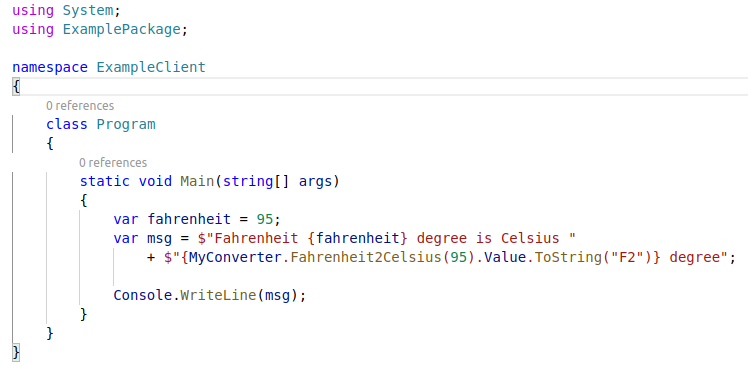 using System;
using ExamplePackage;
namespace ExampleClient
{
0 references
class Program
{
0 references
static void Main(string[] args)
{
var fahrenheit = 95;
var msg = $"Fahrenheit {fahrenheit} degree is Celsius "
+ $"{MyConverter.Fahrenheit2Celsius(95).Value.ToString("F2")} degree";
Console.WriteLine(msg);
}
}
}